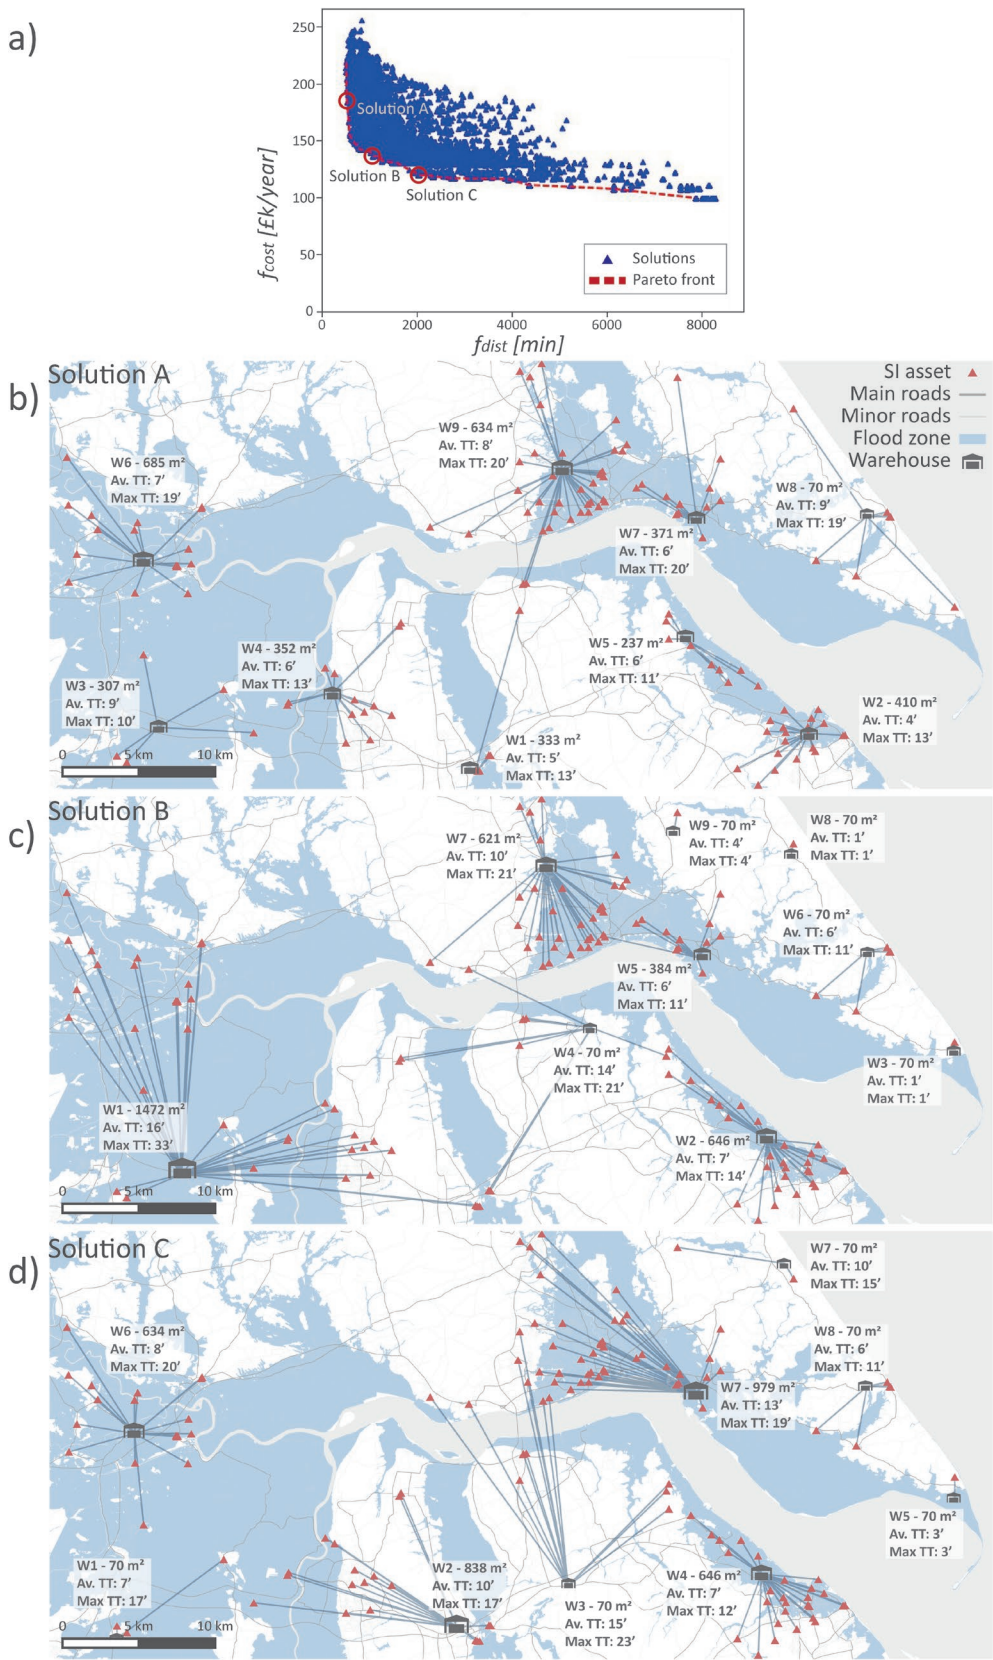 a)
250
200
150
100
50
0
fcost [£k/year]
Solution A
Solution B
Solution C
Solutions
Pareto front
0 2000 4000 6000 8000
fdist [min]
b)
Solution A
SI asset
Main roads
Minor roads
Flood zone
Warehouse
W9 - 634 m²
Av. TT: 8'
Max TT: 20'
W6 - 685 m²
Av. TT: 7'
Max TT: 19'
W8 - 70 m²
Av. TT: 9'
Max TT: 19'
W7 - 371 m²
Av. TT: 6'
Max TT: 20'
W5 - 237 m²
Av. TT: 6'
Max TT: 11'
W4 - 352 m²
Av. TT: 6'
Max TT: 13'
W3 - 307 m²
Av. TT: 9'
Max TT: 10'
W2 - 410 m²
Av. TT: 4'
Max TT: 13'
W1 - 333 m²
Av. TT: 5'
Max TT: 13'
0 5 km 10 km
c)
Solution B
W7 - 621 m²
Av. TT: 10'
Max TT: 21'
W9 - 70 m²
Av. TT: 4'
Max TT: 4'
W8 - 70 m²
Av. TT: 1'
Max TT: 1'
W6 - 70 m²
Av. TT: 6'
Max TT: 11'
W5 - 384 m²
Av. TT: 6'
Max TT: 11'
W4 - 70 m²
Av. TT: 14'
Max TT: 21'
W3 - 70 m²
Av. TT: 1'
Max TT: 1'
W1 - 1472 m²
Av. TT: 16'
Max TT: 33'
W2 - 646 m²
Av. TT: 7'
Max TT: 14'
0 5 km 10 km
d)
Solution C
W7 - 70 m²
Av. TT: 10'
Max TT: 15'
W6 - 634 m²
Av. TT: 8'
Max TT: 20'
W8 - 70 m²
Av. TT: 6'
Max TT: 11'
W7 - 979 m²
Av. TT: 13'
Max TT: 19'
W5 - 70 m²
Av. TT: 3'
Max TT: 3'
W1 - 70 m²
Av. TT: 7'
Max TT: 17'
W2 - 838 m²
Av. TT: 10'
Max TT: 17'
W4 - 646 m²
Av. TT: 7'
Max TT: 12'
W3 - 70 m²
Av. TT: 15'
Max TT: 23'
0 5 km 10 km